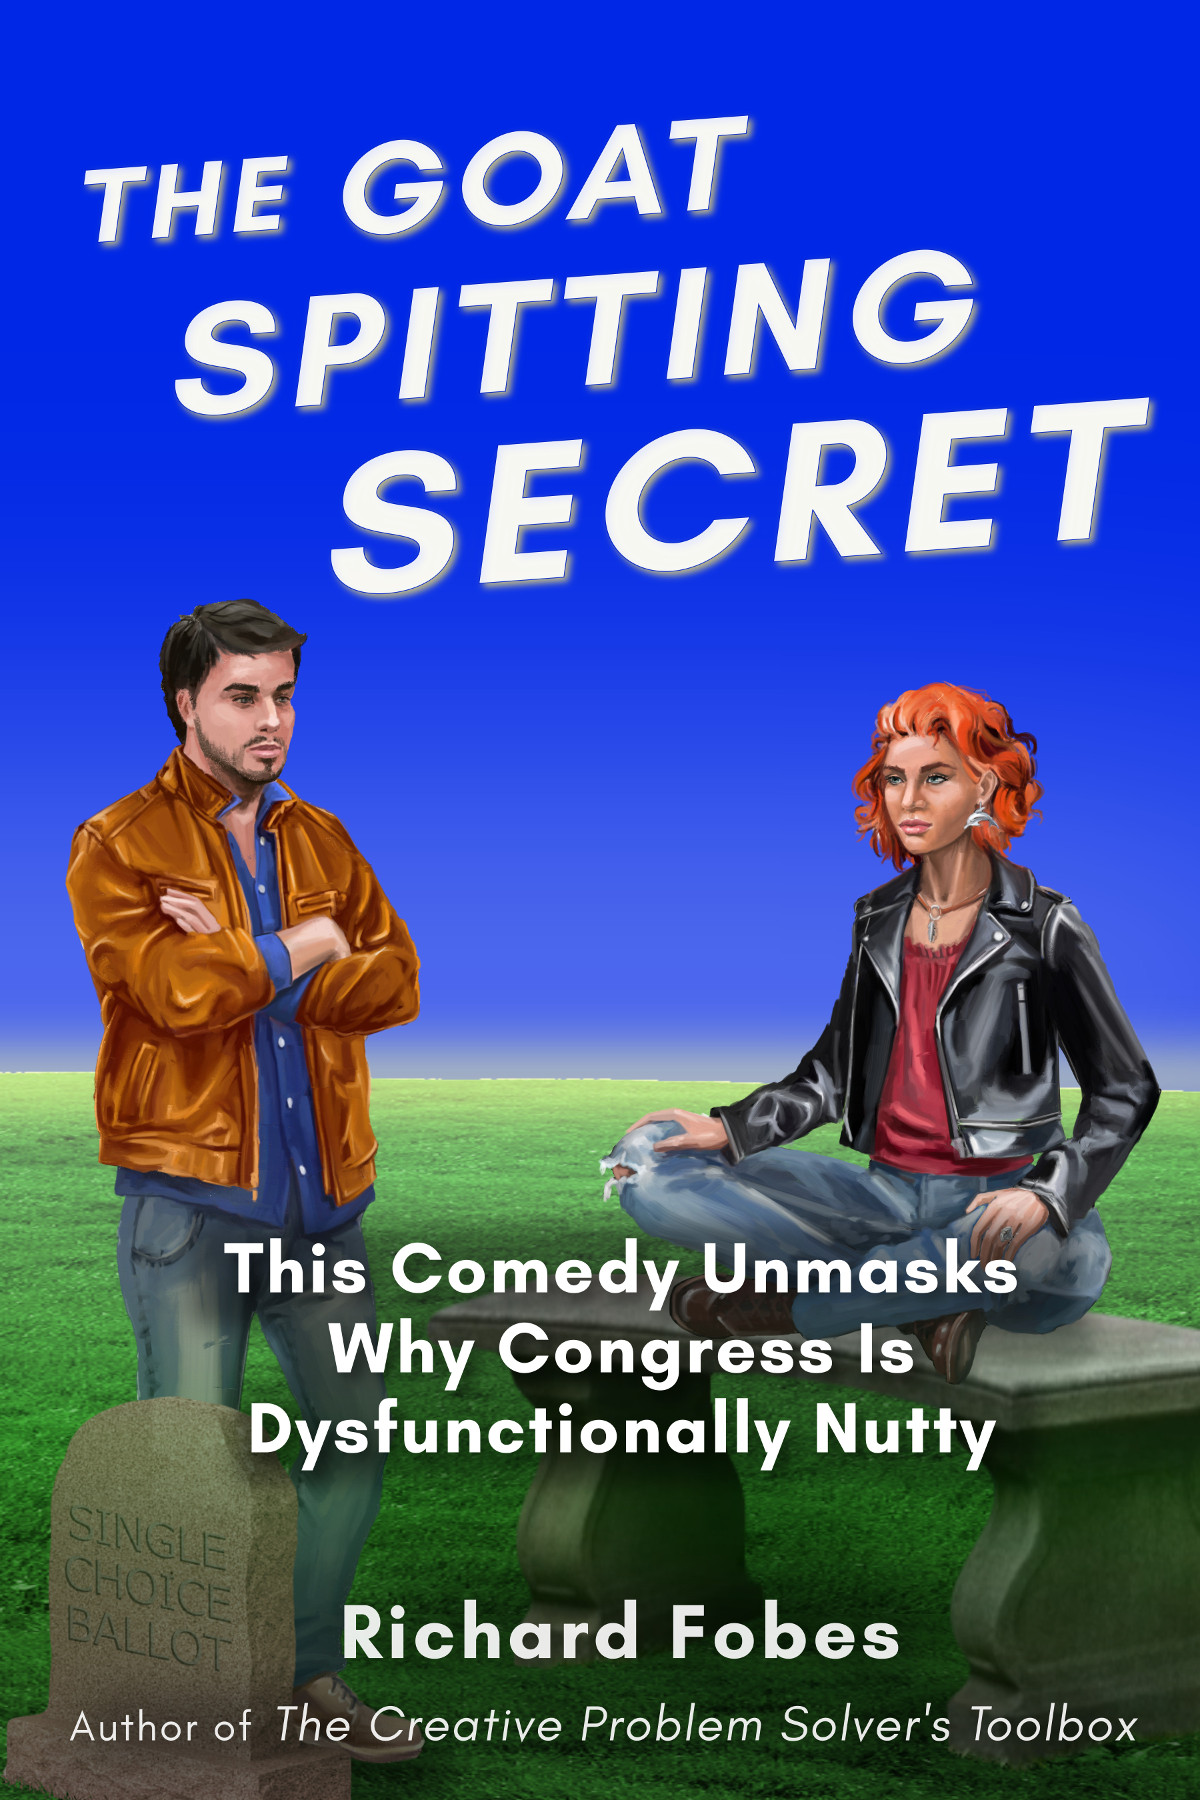 THE GOAT
SPITTING
SECRET
This Comedy Unmasks
Why Congress Is
Dysfunctionally Nutty
SINGLE
CHOICE
BALLOT
Richard Fobes
Author of The Creative Problem Solver's Toolbox